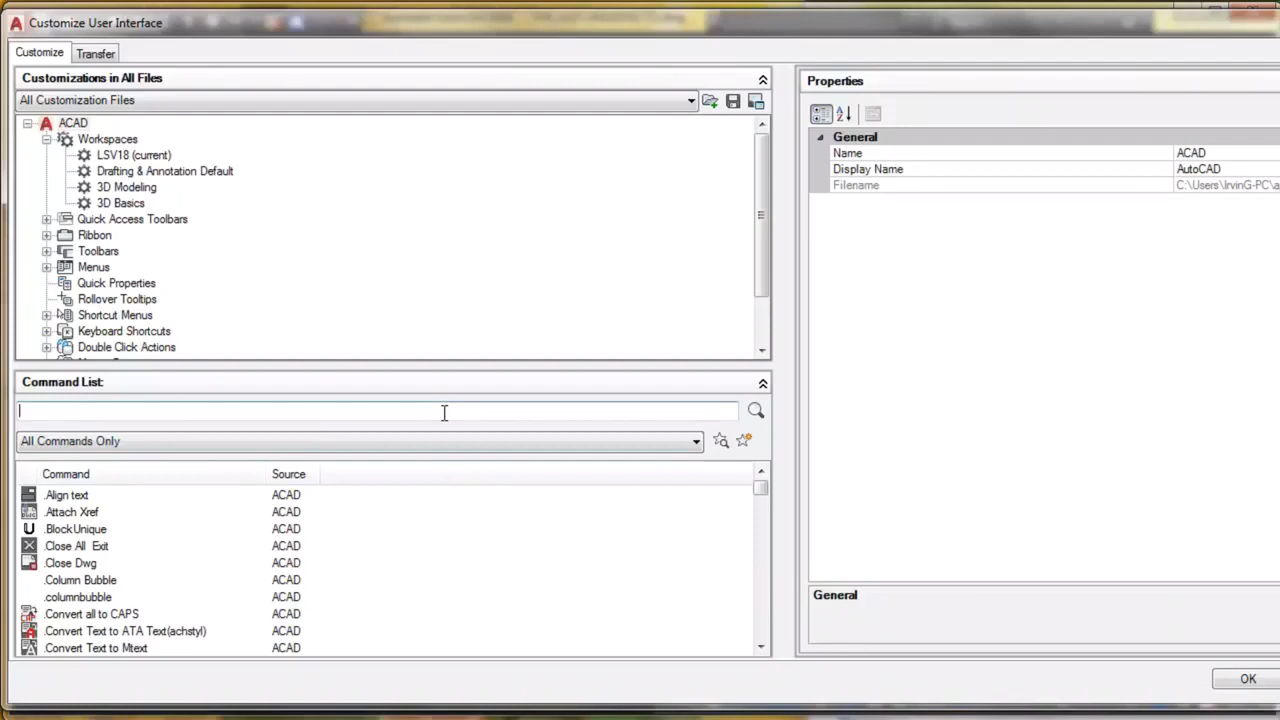 Customize User Interface
Customize Transfer
Customizations in All Files
All Customization Files
ACAD
Workspaces
LSV18 (current)
Drafting & Annotation Default
3D Modeling
3D Basics
Quick Access Toolbars
Ribbon
Toolbars
Menus
Quick Properties
Rollover Tooltips
Shortcut Menus
Keyboard Shortcuts
Double Click Actions
Command List:
All Commands Only
Command Source
.Align text ACAD
.Attach Xref ACAD
.BlockUnique ACAD
.Close All Exit ACAD
.Close Dwg ACAD
.Column Bubble ACAD
.columnbubble ACAD
.Convert all to CAPS ACAD
.Convert Text to ATA Text(achstyl) ACAD
.Convert Text to Mtext ACAD
Properties
General
Name ACAD
Display Name AutoCAD
Filename C:\Users\IrvinG-PC\a
General
OK